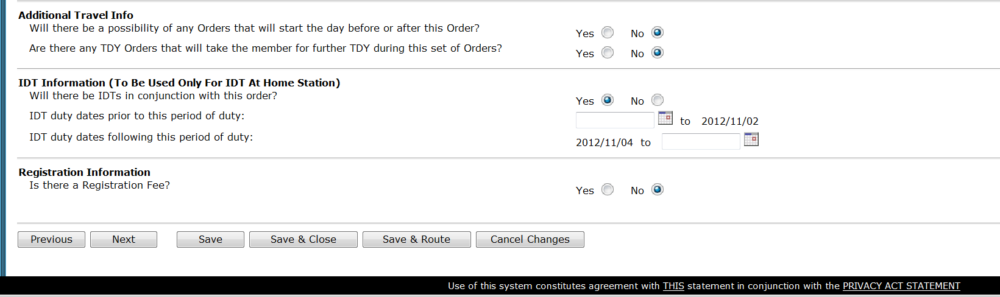 Additional Travel Info
Will there be a possibility of any Orders that will start the day before or after this Order? Yes No
Are there any TDY Orders that will take the member for further TDY during this set of Orders? Yes No
IDT Information (To Be Used Only For IDT At Home Station)
Will there be IDTs in conjunction with this order? Yes No
IDT duty dates prior to this period of duty: to 2012/11/02
IDT duty dates following this period of duty: 2012/11/04 to
Registration Information
Is there a Registration Fee? Yes No
Previous Next Save Save & Close Save & Route Cancel Changes
Use of this system constitutes agreement with THIS statement in conjunction with the PRIVACY ACT STATEMENT